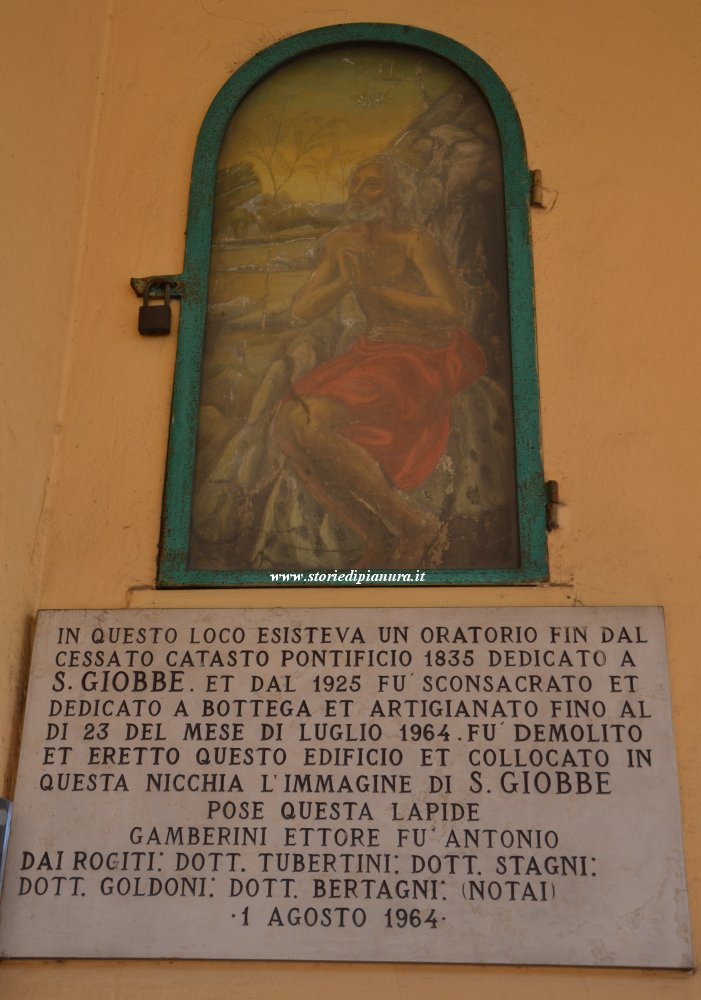 www.storiedipianura.it
IN QUESTO LOCO ESISTEVA UN ORATORIO FIN DAL
CESSATO CATASTO PONTIFICIO 1835 DEDICATO A
S. GIOBBE. ET DAL 1925 FU' SCONSACRATO ET
DEDICATO A BOTTEGA ET ARTIGIANATO FINO AL
DI 23 DEL MESE DI LUGLIO 1964. FU' DEMOLITO
ET ERETTO QUESTO EDIFICIO ET COLLOCATO IN
QUESTA NICCHIA L'IMMAGINE DI S. GIOBBE
POSE QUESTA LAPIDE
GAMBERINI ETTORE FU' ANTONIO
DAI ROGITI: DOTT. TUBERTINI: DOTT. STAGNI:
DOTT. GOLDONI: DOTT. BERTAGNI: (NOTAI)
·1 AGOSTO 1964·